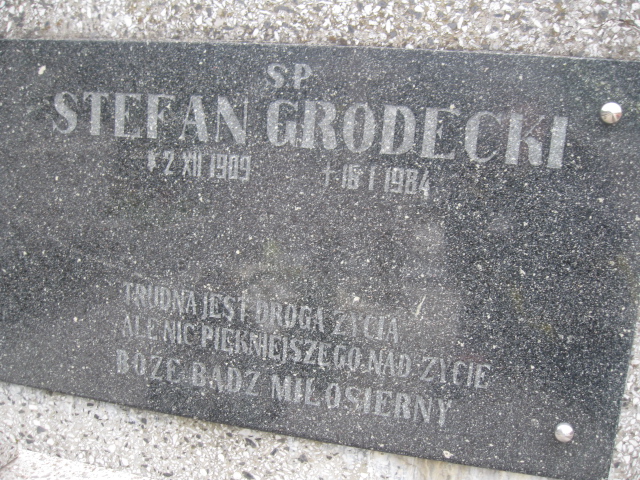 ŚP
STEFAN GRODECKI
* 2 XII 1909 † 16 I 1984
TRUDNA JEST DROGA ŻYCIA
ALE NIC PIĘKNIEJSZEGO NAD ŻYCIE
BOŻE BĄDŹ MIŁOSIERNY